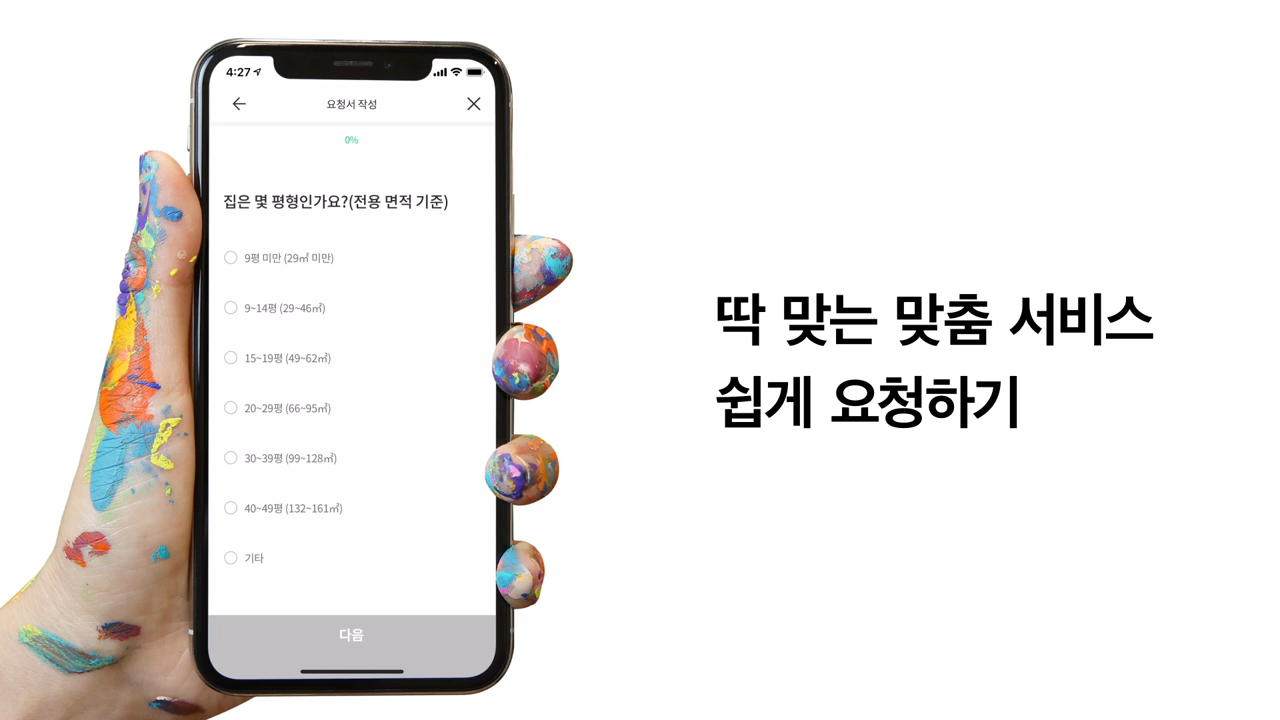 4:27
요청서 작성
0%
집은 몇 평형인가요?(전용 면적 기준)
9평 미만 (29㎡ 미만)
9~14평 (29~46㎡)
15~19평 (49~62㎡)
20~29평 (66~95㎡)
30~39평 (99~128㎡)
40~49평 (132~161㎡)
기타
다음
딱 맞는 맞춤 서비스
쉽게 요청하기